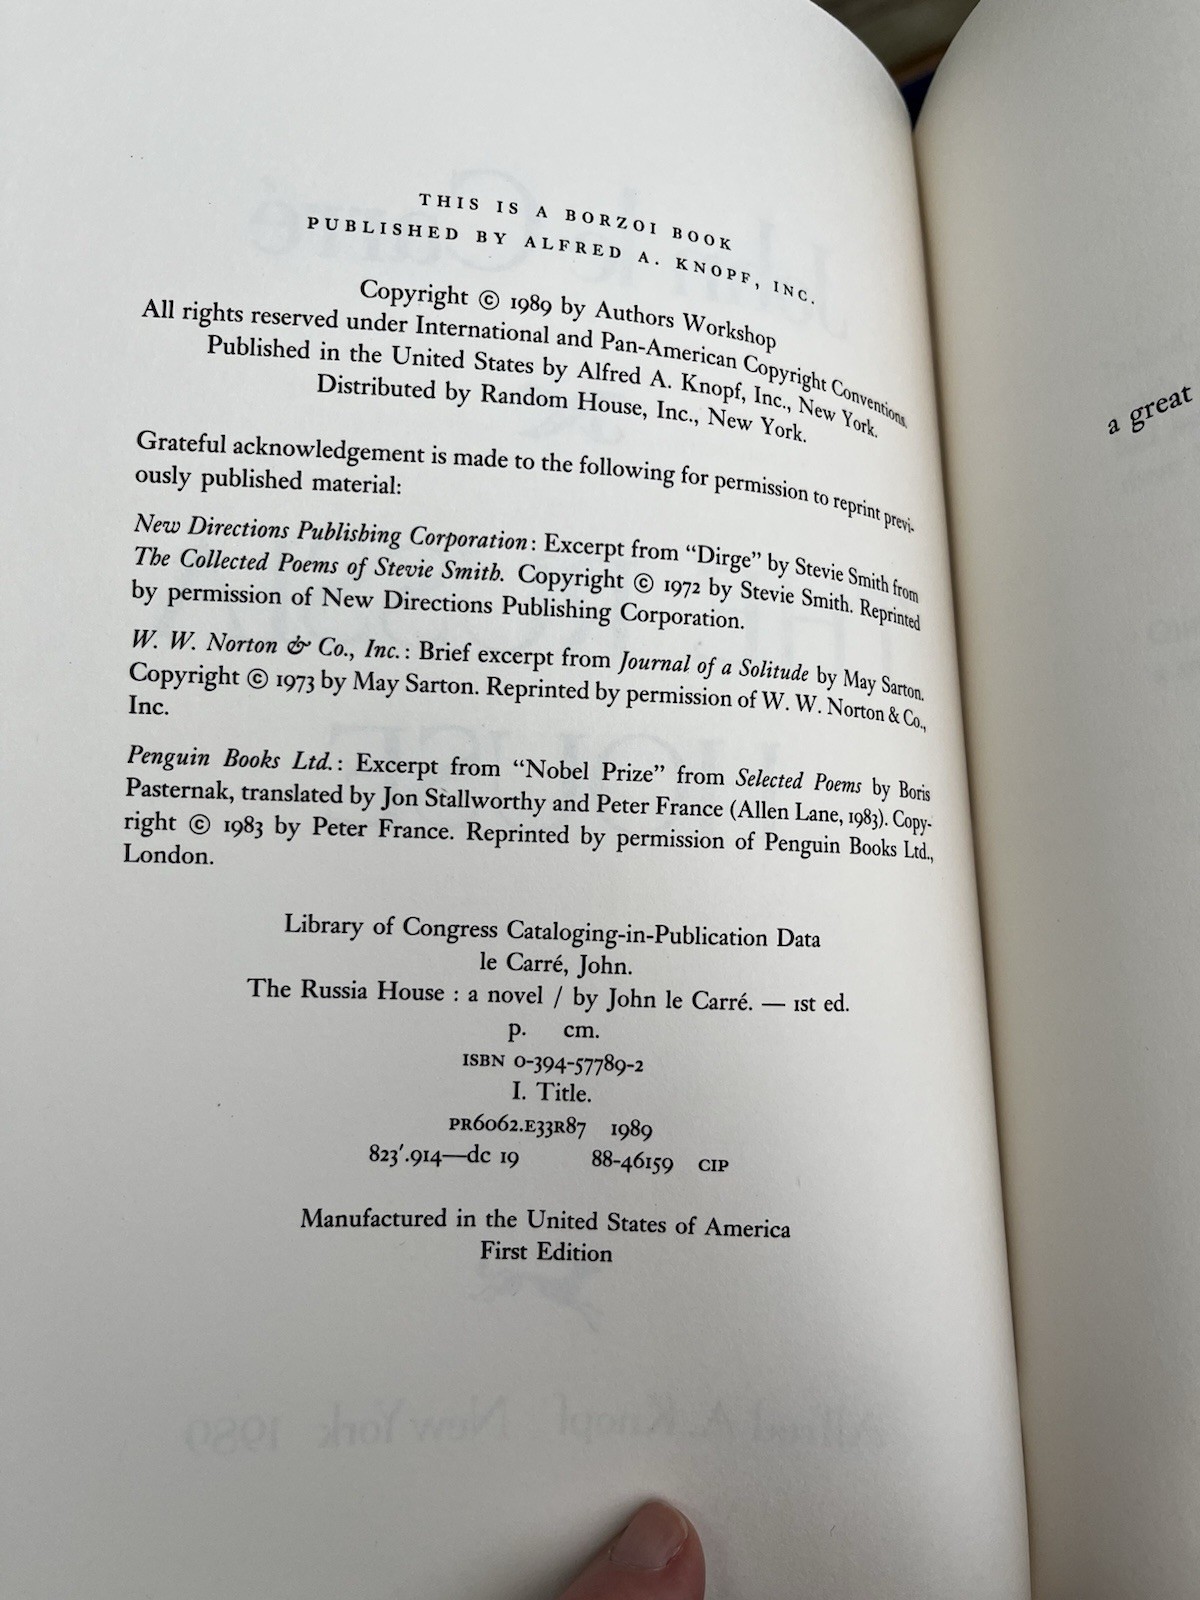 THIS IS A BORZOI BOOK
PUBLISHED BY ALFRED A. KNOPF, INC.
Copyright © 1989 by Authors Workshop
All rights reserved under International and Pan-American Copyright Conventions.
Published in the United States by Alfred A. Knopf, Inc., New York.
Distributed by Random House, Inc., New York.
Grateful acknowledgement is made to the following for permission to reprint previ-
ously published material:
New Directions Publishing Corporation: Excerpt from “Dirge” by Stevie Smith from
The Collected Poems of Stevie Smith. Copyright © 1972 by Stevie Smith. Reprinted
by permission of New Directions Publishing Corporation.
W. W. Norton & Co., Inc.: Brief excerpt from Journal of a Solitude by May Sarton.
Copyright © 1973 by May Sarton. Reprinted by permission of W. W. Norton & Co.,
Inc.
Penguin Books Ltd.: Excerpt from “Nobel Prize” from Selected Poems by Boris
Pasternak, translated by Jon Stallworthy and Peter France (Allen Lane, 1983). Copy-
right © 1983 by Peter France. Reprinted by permission of Penguin Books Ltd.,
London.
Library of Congress Cataloging-in-Publication Data
le Carré, John.
The Russia House : a novel / by John le Carré. — 1st ed.
p. cm.
ISBN 0-394-57789-2
I. Title.
PR6062.E33R87 1989
823′.914—dc 19 88-46159 CIP
Manufactured in the United States of America
First Edition
a great